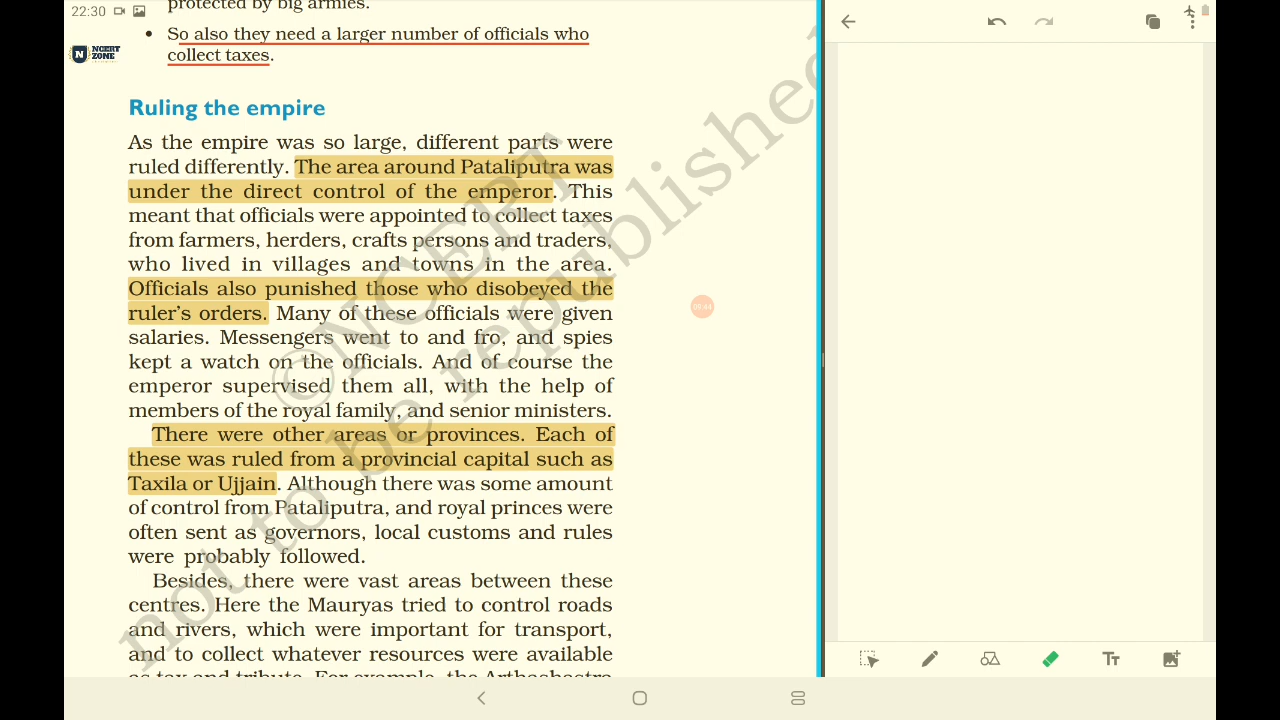 22:30
protected by big armies.
• So also they need a larger number of officials who
collect taxes.
N NCERT
ZONE
Ruling the empire
As the empire was so large, different parts were
ruled differently. The area around Pataliputra was
under the direct control of the emperor. This
meant that officials were appointed to collect taxes
from farmers, herders, crafts persons and traders,
who lived in villages and towns in the area.
Officials also punished those who disobeyed the
ruler's orders. Many of these officials were given
salaries. Messengers went to and fro, and spies
kept a watch on the officials. And of course the
emperor supervised them all, with the help of
members of the royal family, and senior ministers.
There were other areas or provinces. Each of
these was ruled from a provincial capital such as
Taxila or Ujjain. Although there was some amount
of control from Pataliputra, and royal princes were
often sent as governors, local customs and rules
were probably followed.
Besides, there were vast areas between these
centres. Here the Mauryas tried to control roads
and rivers, which were important for transport,
and to collect whatever resources were available
as tax and tribute. For example, the Arthashastra
©NCERT
not to be republished
Tт